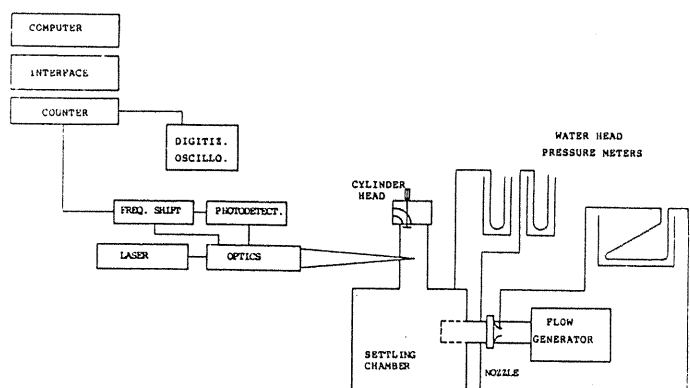 COMPUTER
INTERFACE
COUNTER
DIGITIZ.
OSCILLO.
WATER HEAD
PRESSURE METERS
CYLINDER
HEAD
FREQ. SHIFT
PHOTODETECT.
LASER
OPTICS
FLOW
GENERATOR
SETTLING
CHAMBER
NOZZLE